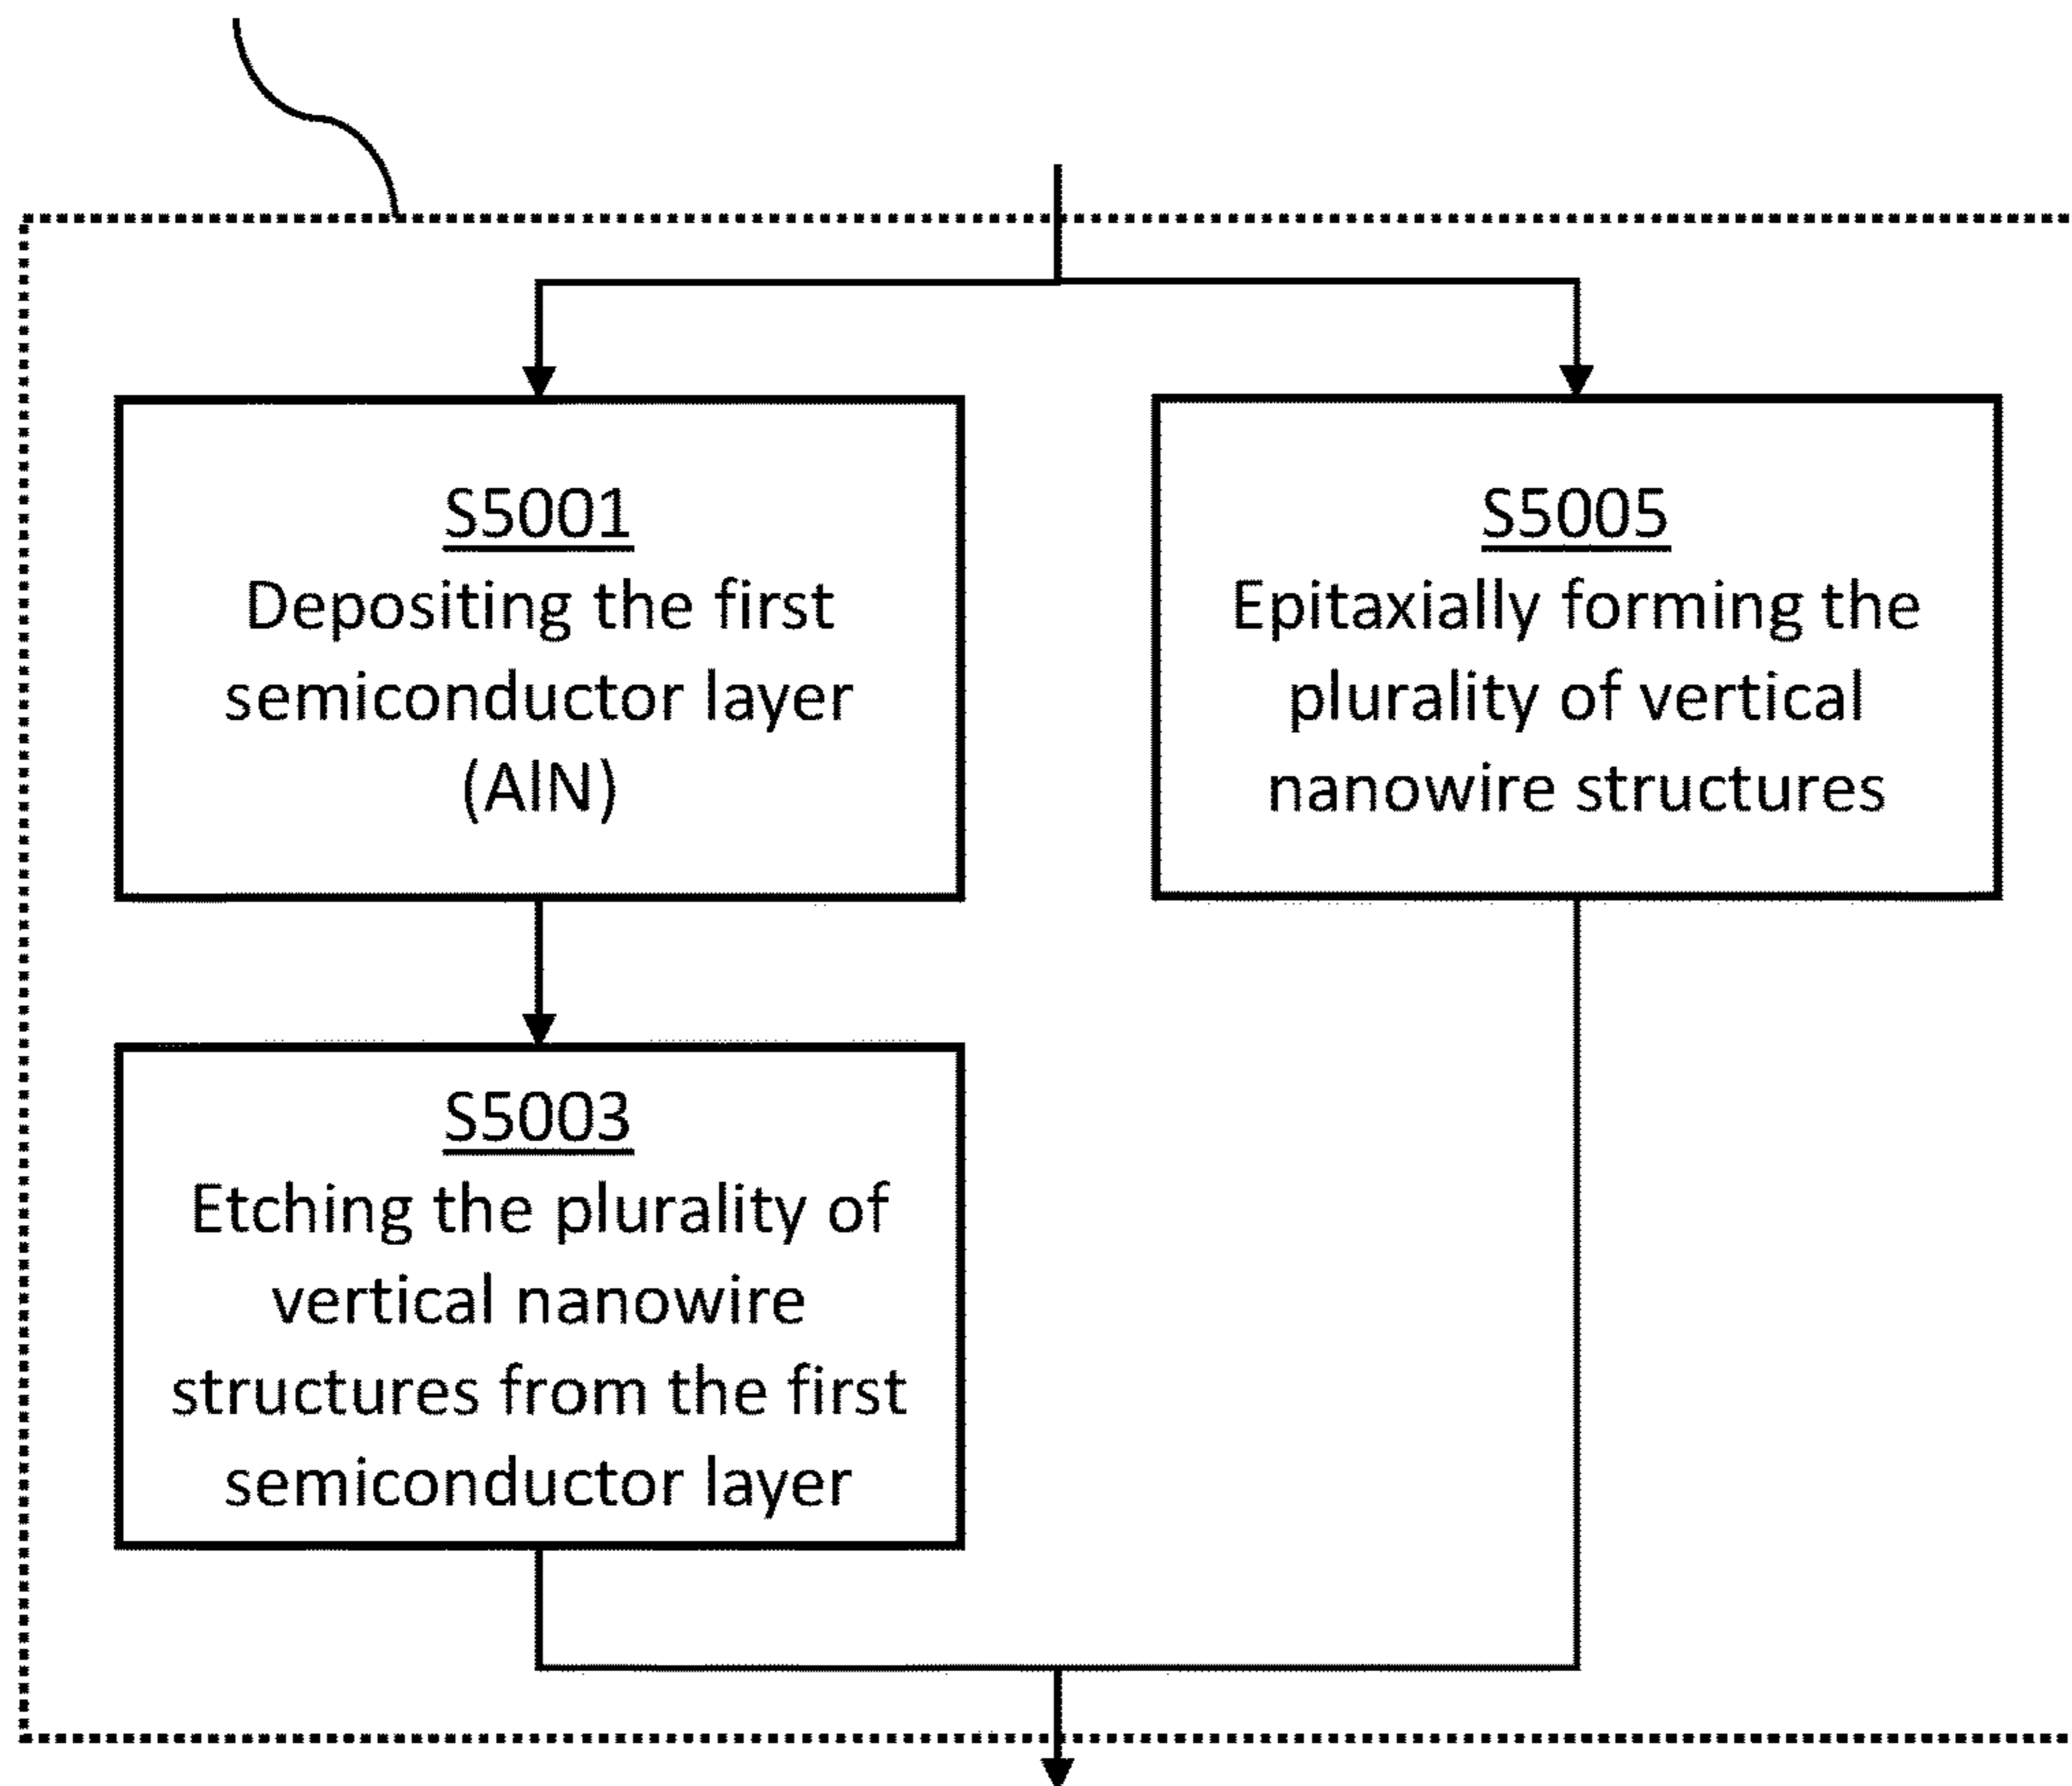 S5001
Depositing the first
semiconductor layer
(AlN)
S5005
Epitaxially forming the
plurality of vertical
nanowire structures
S5003
Etching the plurality of
vertical nanowire
structures from the first
semiconductor layer